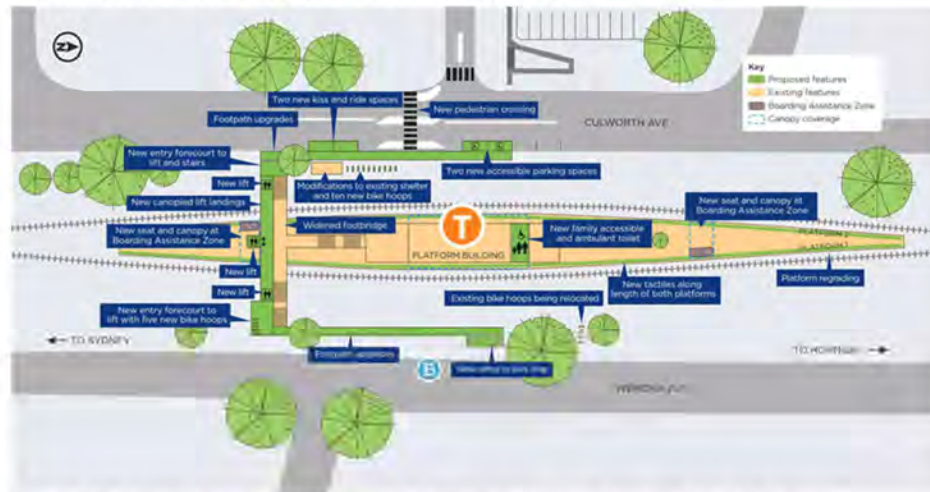 Z
Key
Proposed features
Existing features
Boarding Assistance Zone
Canopy coverage
Two new kiss and ride spaces
Footpath upgrades
New pedestrian crossing
CULWORTH AVE
New entry forecourt to
lift and stairs
New lift
Modifications to existing shelter
and ten new bike hoops
Two new accessible parking spaces
New canopied lift landings
Widened footbridge
New seat and canopy at
Boarding Assistance Zone
New seat and canopy at
Boarding Assistance Zone
T
New family accessible
and ambulant toilet
PLATFORM BUILDING
PLATFORM 2
PLATFORM 1
New lift
New lift
New tactiles along
length of both platforms
Platform regrading
Existing bike hoops being relocated
New entry forecourt to
lift with five new bike hoops
TO SYDNEY
TO HORNSBY
Footpath upgrades
B